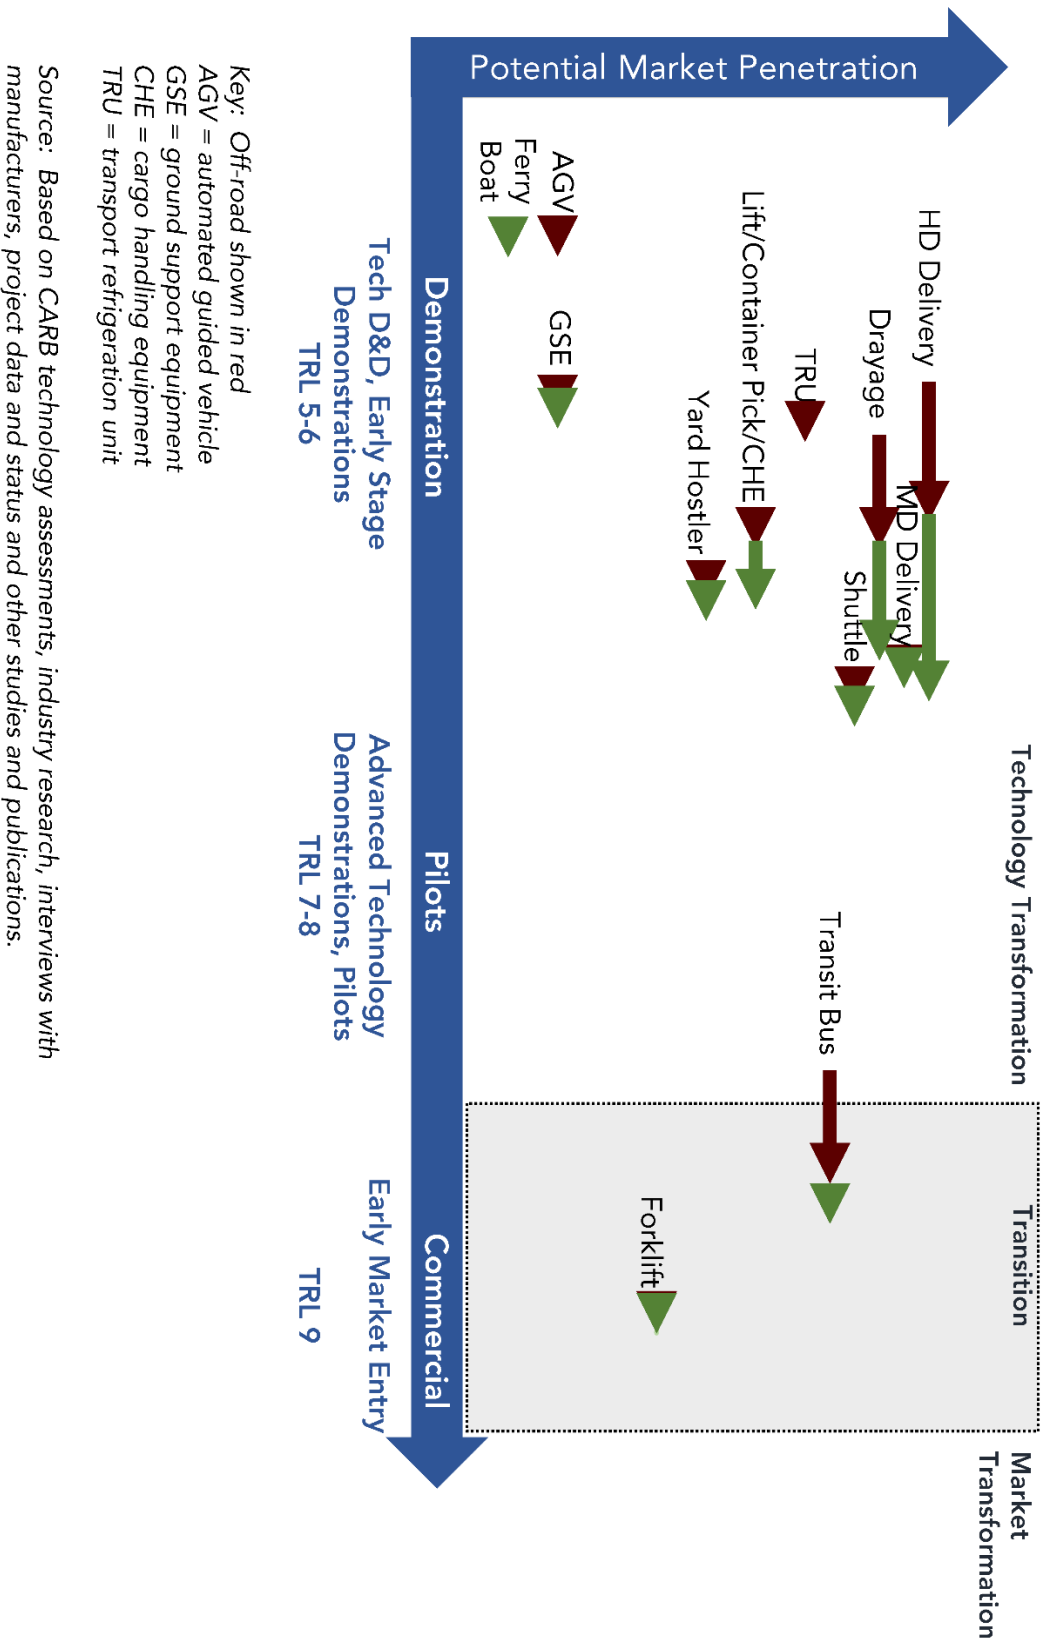 Technology Transformation
Transition
Market
Transformation
Potential Market Penetration
HD Delivery
MD Delivery
Drayage
Shuttle
Transit Bus
TRU
Lift/Container Pick/CHE
Yard Hostler
Forklift
AGV
GSE
Ferry
Boat
Demonstration
Pilots
Commercial
Tech D&D, Early Stage
Demonstrations
TRL 5-6
Advanced Technology
Demonstrations, Pilots
TRL 7-8
Early Market Entry
TRL 9
Key: Off-road shown in red
AGV = automated guided vehicle
GSE = ground support equipment
CHE = cargo handling equipment
TRU = transport refrigeration unit
Source: Based on CARB technology assessments, industry research, interviews with
manufacturers, project data and status and other studies and publications.